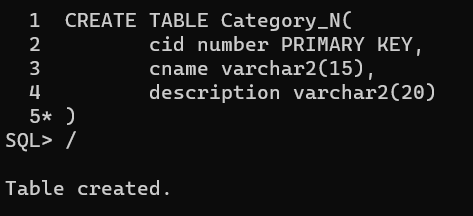 1  CREATE TABLE Category_N(
2         cid number PRIMARY KEY,
3         cname varchar2(15),
4         description varchar2(20)
5* )
SQL> /
Table created.